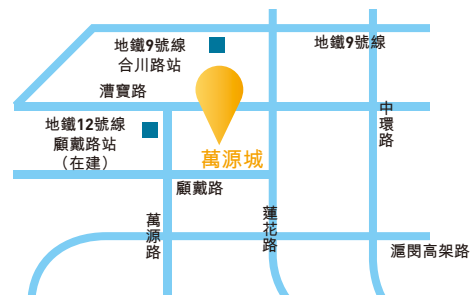 地鐵9號線
合川路站
地鐵9號線
漕寶路
地鐵12號線
顧戴路站
（在建）
中環路
萬源城
顧戴路
萬源路
蓮花路
滬閔高架路